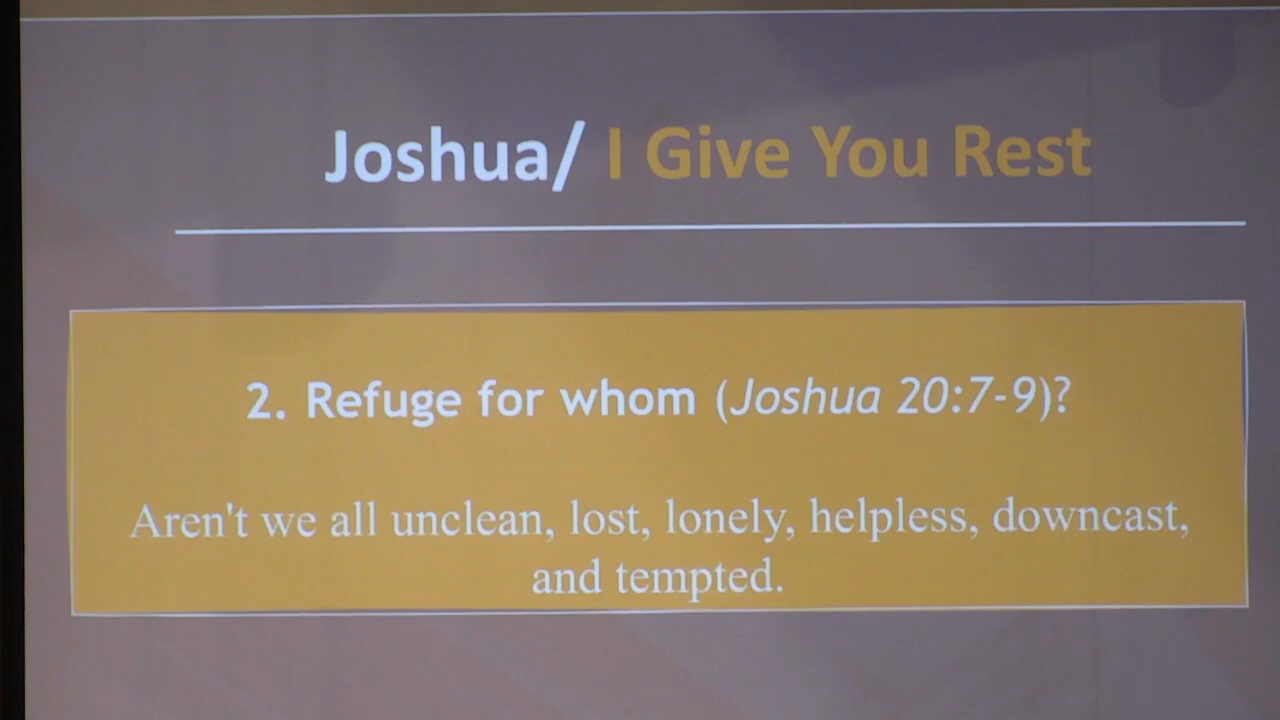 Joshua/ I Give You Rest
2. Refuge for whom (Joshua 20:7-9)?
Aren't we all unclean, lost, lonely, helpless, downcast,
and tempted.